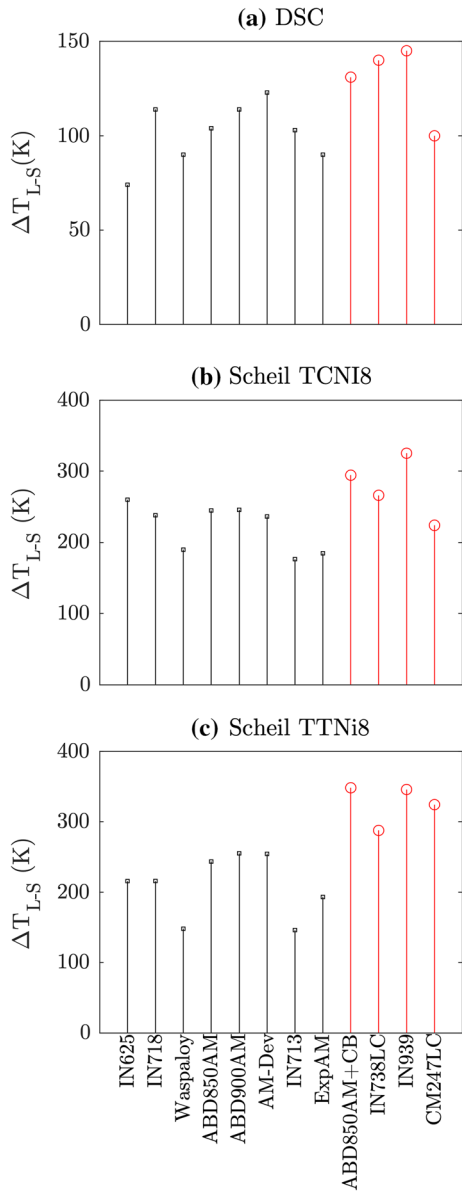 (a) DSC
150
100
50
0
ΔT_L-S(K)
(b) Scheil TCNI8
400
300
200
100
0
ΔT_L-S (K)
(c) Scheil TTNi8
400
300
200
100
0
ΔT_L-S (K)
IN625
IN718
Waspaloy
ABD850AM
ABD900AM
AM-Dev
IN713
ExpAM
ABD850AM+CB
IN738LC
IN939
CM247LC